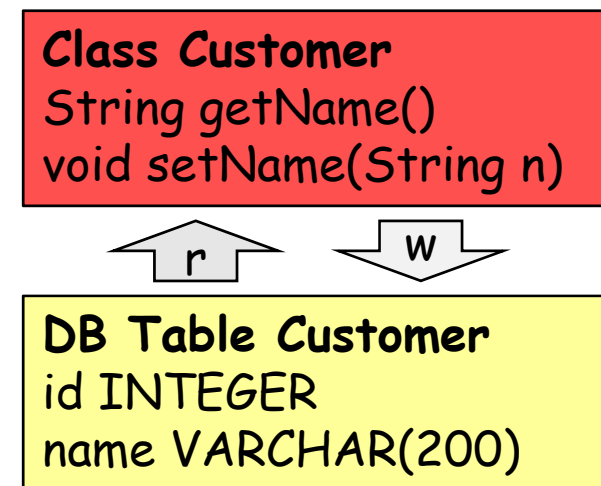 Class Customer
String getName()
void setName(String n)
r
w
DB Table Customer
id INTEGER
name VARCHAR(200)